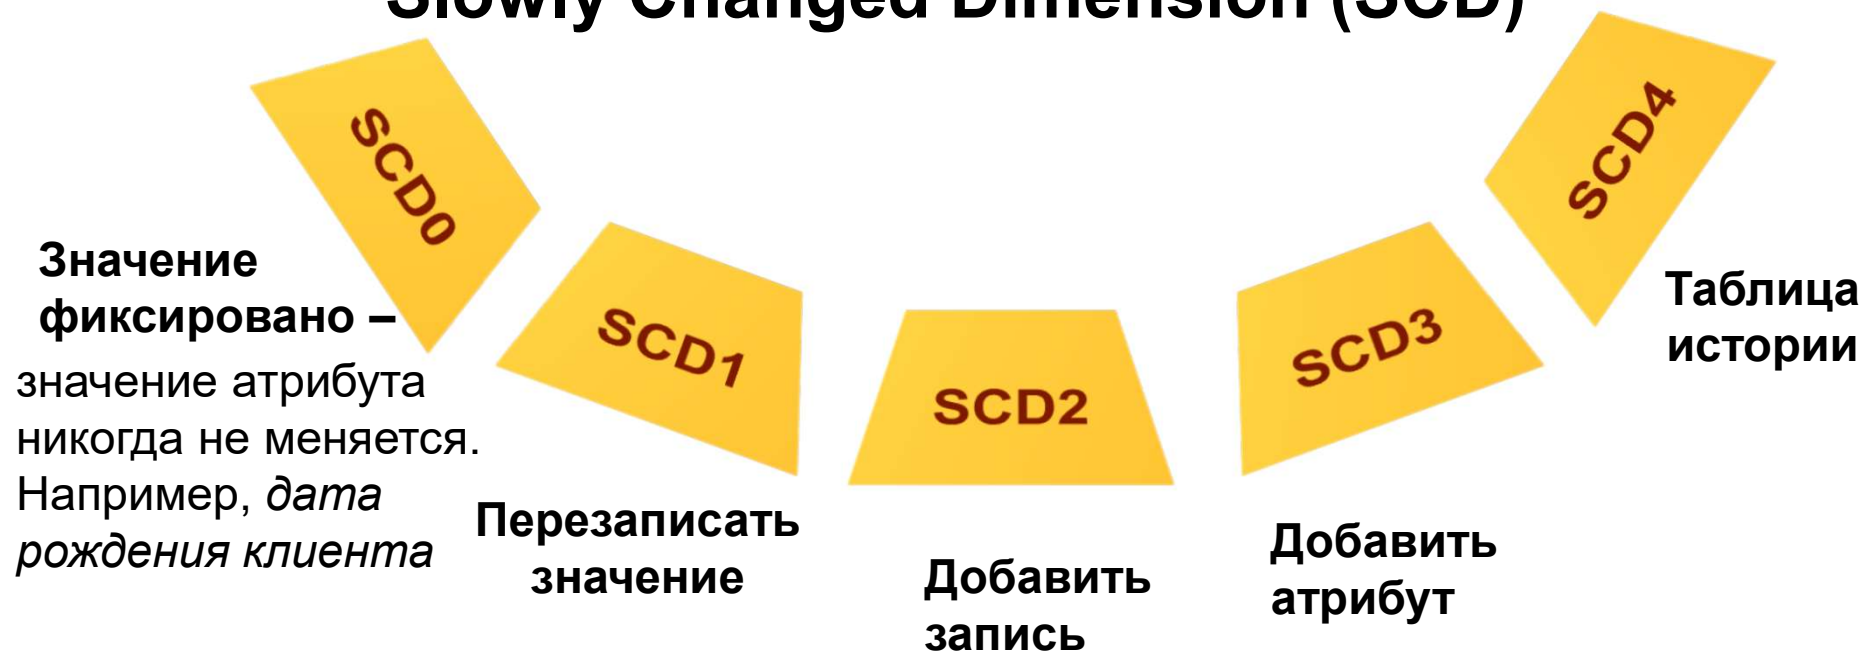 Slowly Changed Dimension (SCD)
SCD0
Значение
фиксировано –
значение атрибута
никогда не меняется.
Например, дата
рождения клиента
SCD1
Перезаписать
значение
SCD2
Добавить
запись
SCD3
Добавить
атрибут
SCD4
Таблица
истории